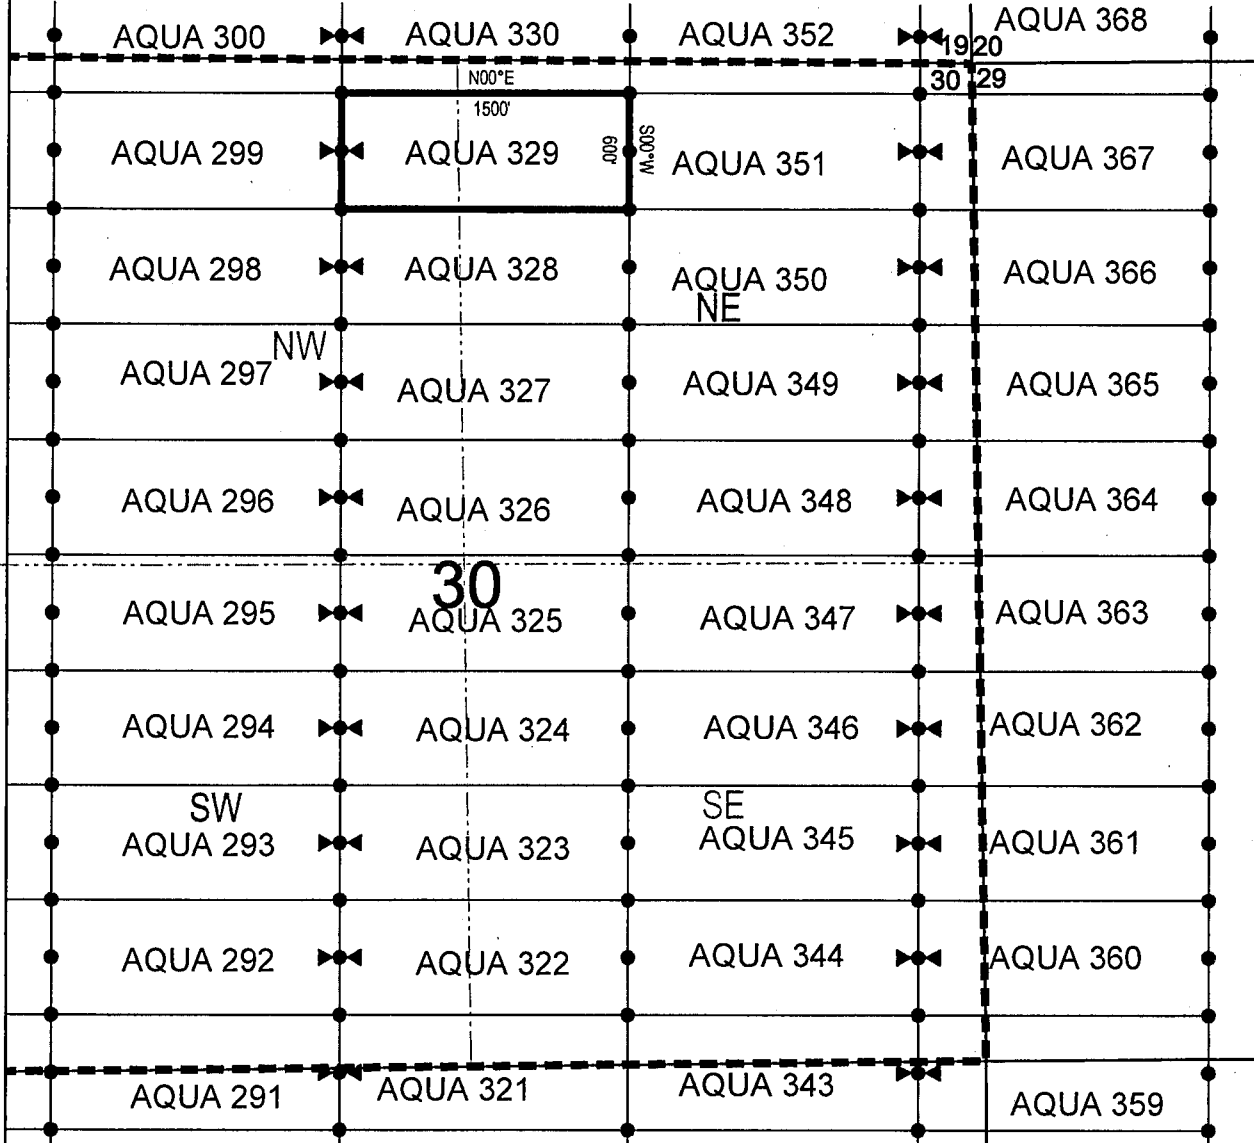 AQUA 300 AQUA 330 AQUA 352 AQUA 368
19 20
30 29
N00°E
1500'
AQUA 299 AQUA 329 600' S00°W AQUA 351 AQUA 367
AQUA 298 AQUA 328 AQUA 350 AQUA 366
NE
NW
AQUA 297 AQUA 327 AQUA 349 AQUA 365
AQUA 296 AQUA 326 AQUA 348 AQUA 364
30
AQUA 295 AQUA 325 AQUA 347 AQUA 363
AQUA 294 AQUA 324 AQUA 346 AQUA 362
SW SE
AQUA 293 AQUA 323 AQUA 345 AQUA 361
AQUA 292 AQUA 322 AQUA 344 AQUA 360
AQUA 291 AQUA 321 AQUA 343 AQUA 359